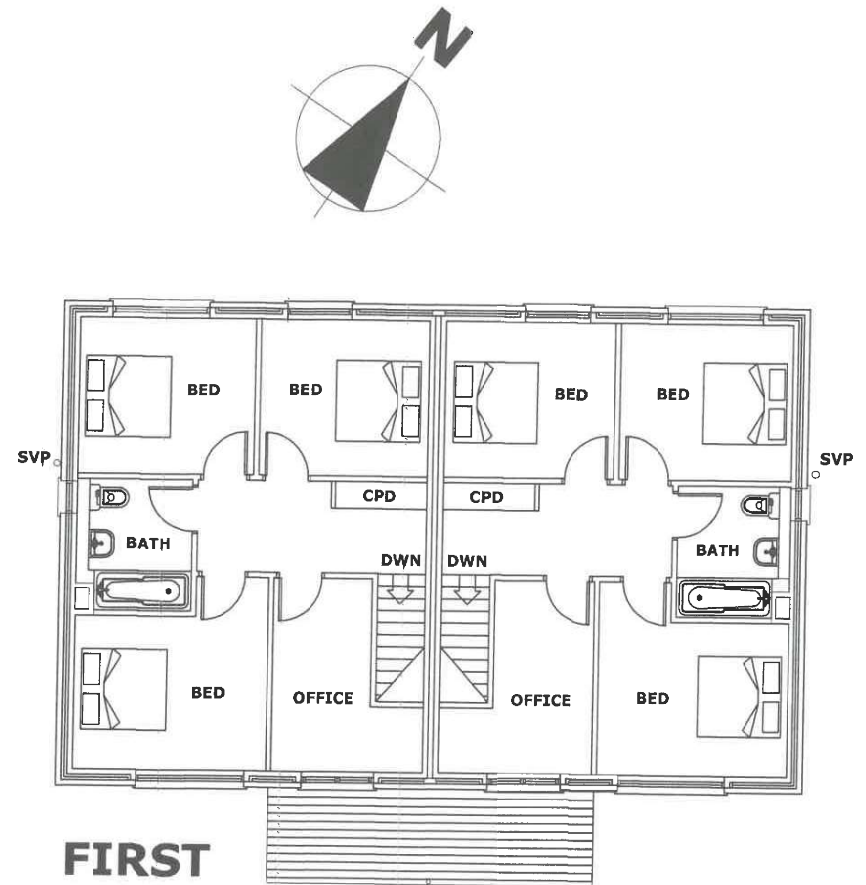 N
BED BED BED BED
SVP SVP
CPD CPD
BATH BATH
DWN DWN
BED OFFICE OFFICE BED
FIRST